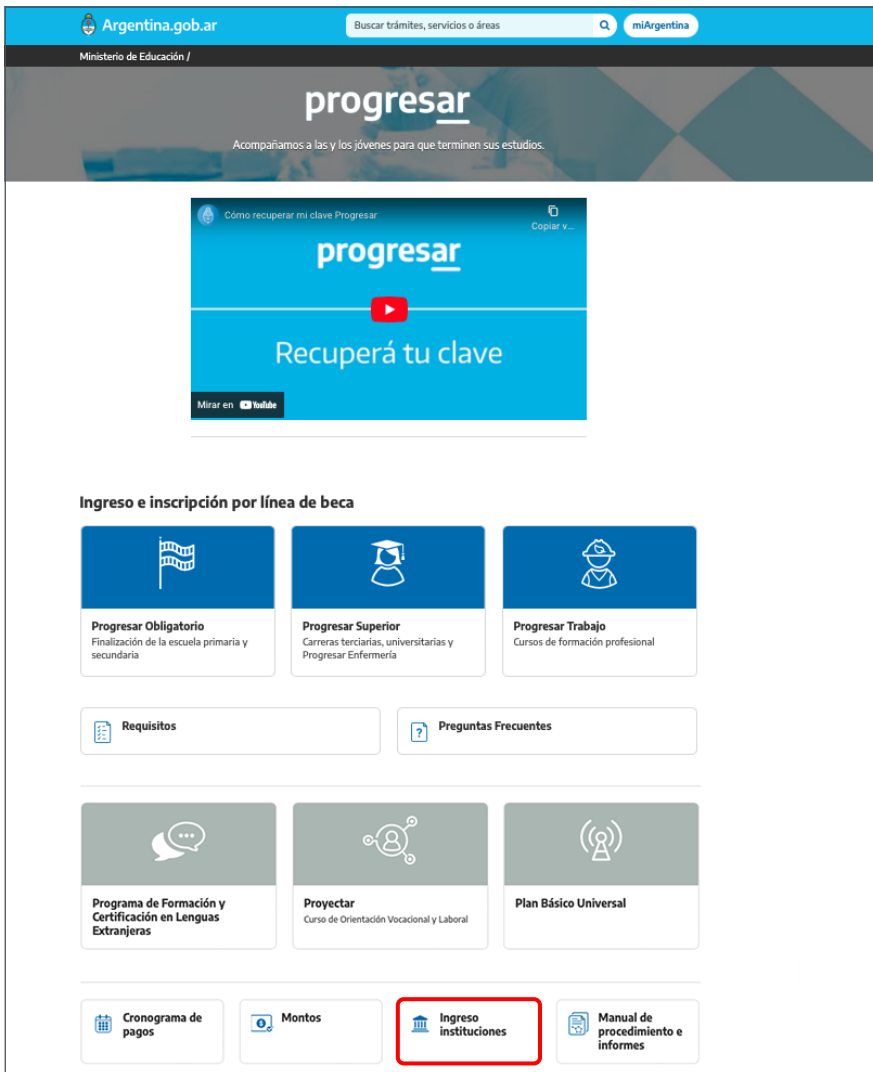 Argentina.gob.ar
Buscar trámites, servicios o áreas
miArgentina
Ministerio de Educación /
progresar
Acompañamos a las y los jóvenes para que terminen sus estudios.
Cómo recuperar mi clave Progresar
Copiar v...
progresar
Recuperá tu clave
Mirar en YouTube
Ingreso e inscripción por línea de beca
Progresar Obligatorio
Finalización de la escuela primaria y
secundaria
Progresar Superior
Carreras terciarias, universitarias y
Progresar Enfermería
Progresar Trabajo
Cursos de formación profesional
Requisitos
Preguntas Frecuentes
Programa de Formación y
Certificación en Lenguas
Extranjeras
Proyectar
Curso de Orientación Vocacional y Laboral
Plan Básico Universal
Cronograma de
pagos
Montos
Ingreso
instituciones
Manual de
procedimiento e
informes